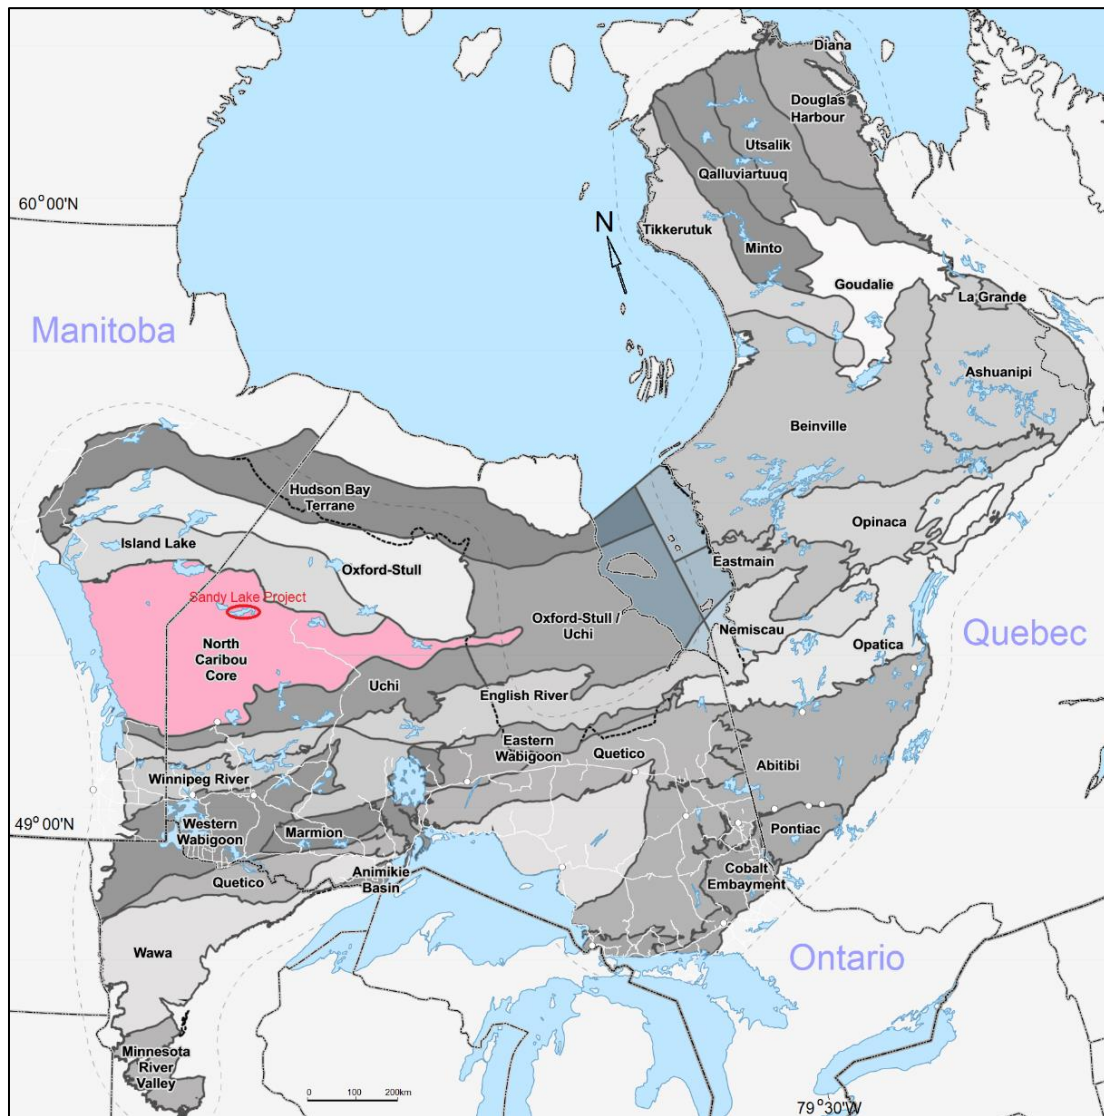 Diana
Douglas
Harbour
Utsalik
Qalluviartuuq
60°00'N
Tikkerutuk
N
Minto
Goudalie
La Grande
Manitoba
Ashuanipi
Beinville
Hudson Bay
Terrane
Opinaca
Island Lake
Oxford-Stull
Eastmain
Sandy Lake Project
Oxford-Stull /
Uchi
Nemiscau
Quebec
North
Caribou
Core
Opatica
Uchi
English River
Eastern
Wabigoon
Quetico
Winnipeg River
Abitibi
49°00'N
Western
Wabigoon
Marmion
Pontiac
Cobalt
Embayment
Quetico
Animikie
Basin
Wawa
Ontario
Minnesota
River
Valley
0 100 200km
79°30'W